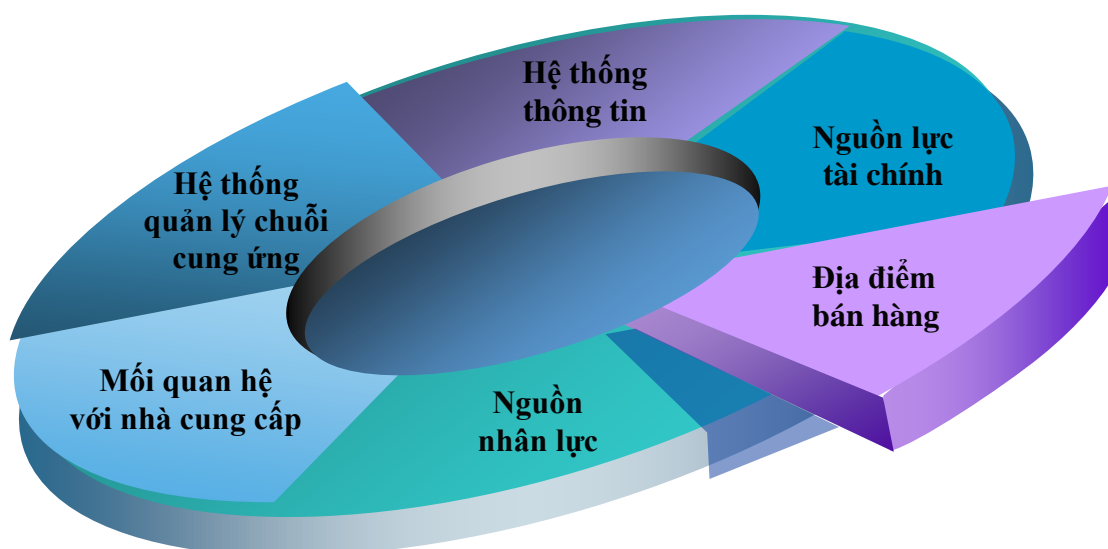 Hệ thống
thông tin
Nguồn lực
tài chính
Hệ thống
quản lý chuỗi
cung ứng
Địa điểm
bán hàng
Mối quan hệ
với nhà cung cấp
Nguồn
nhân lực